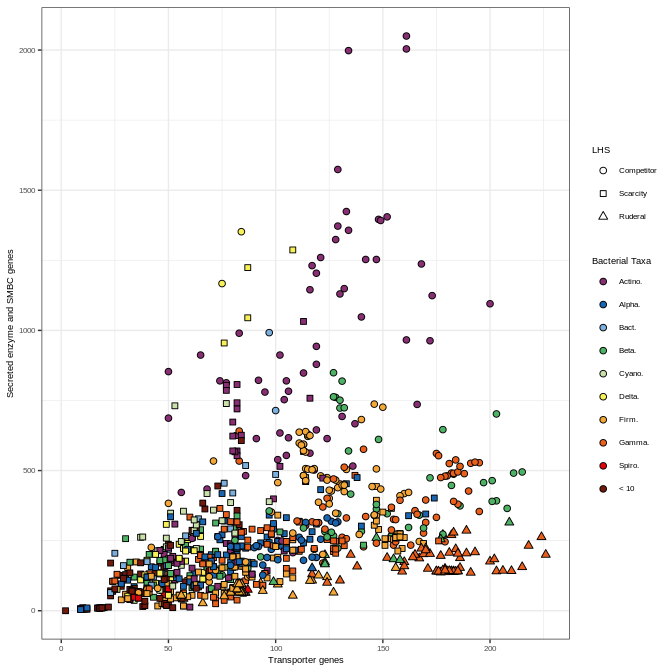 2000
1500
1000
500
0
Secreted enzyme and SMBC genes
0 50 100 150 200
Transporter genes
LHS
Competitor
Scarcity
Ruderal
Bacterial Taxa
Actino.
Alpha.
Bact.
Beta.
Cyano.
Delta.
Firm.
Gamma.
Spiro.
< 10